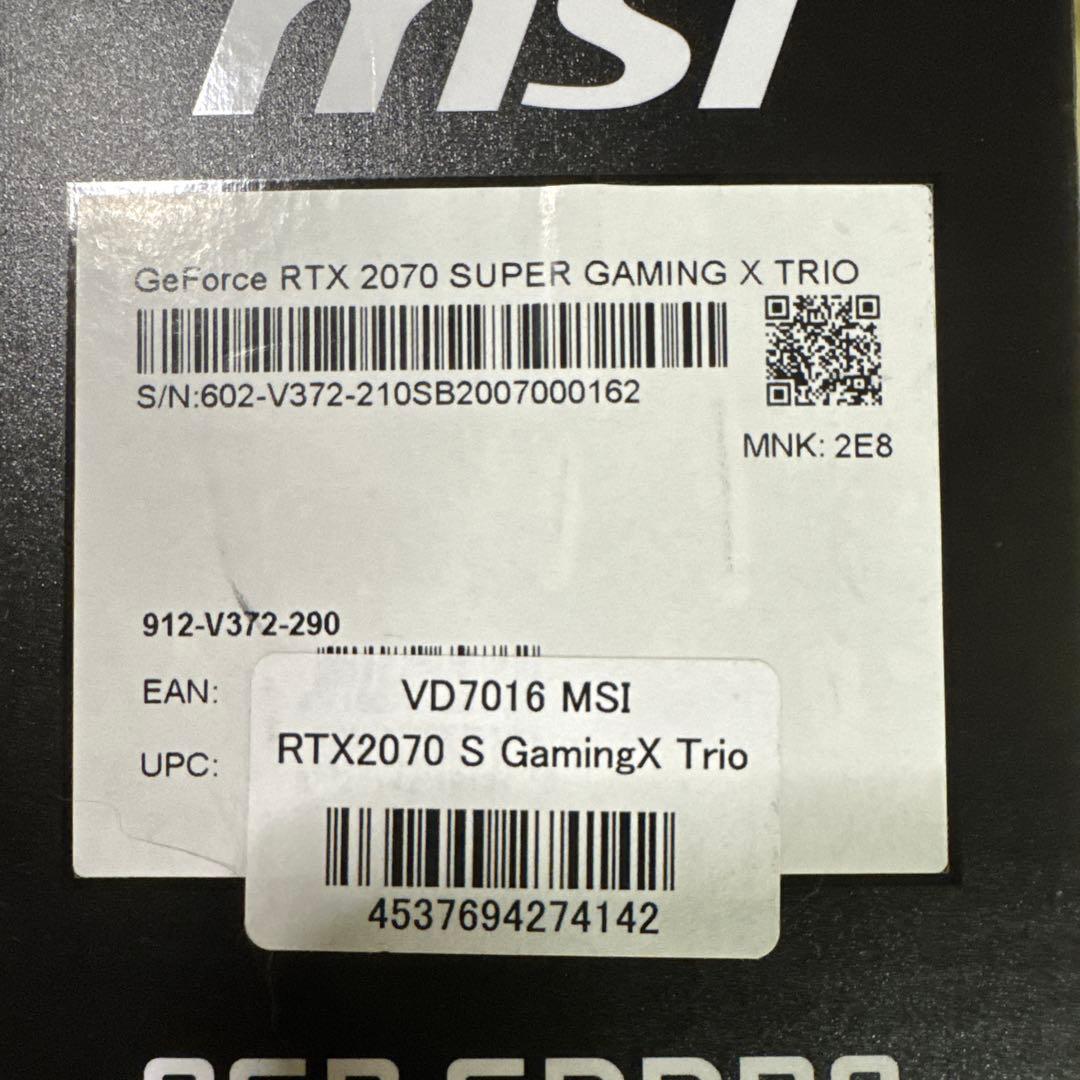 msi
GeForce RTX 2070 SUPER GAMING X TRIO
S/N:602-V372-210SB2007000162
MNK: 2E8
912-V372-290
EAN:
UPC:
VD7016 MSI
RTX2070 S GamingX Trio
4537694274142